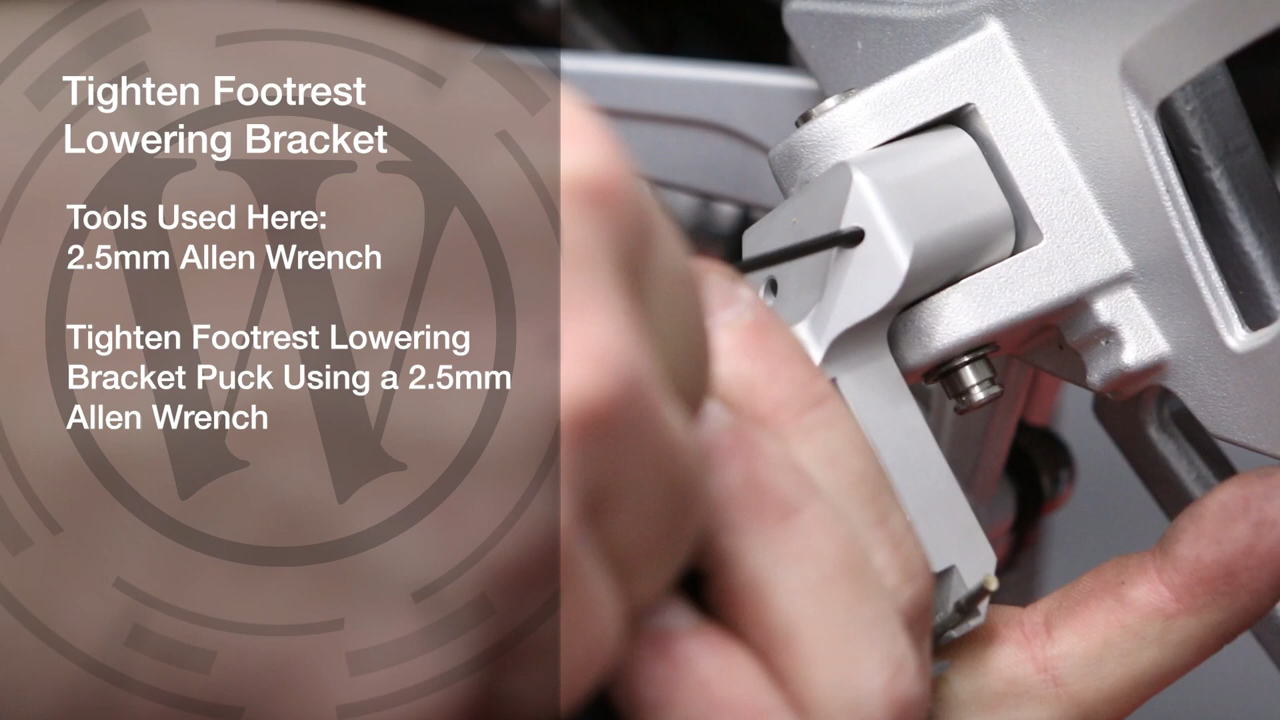 Tighten Footrest
Lowering Bracket
Tools Used Here:
2.5mm Allen Wrench
Tighten Footrest Lowering
Bracket Puck Using a 2.5mm
Allen Wrench
W